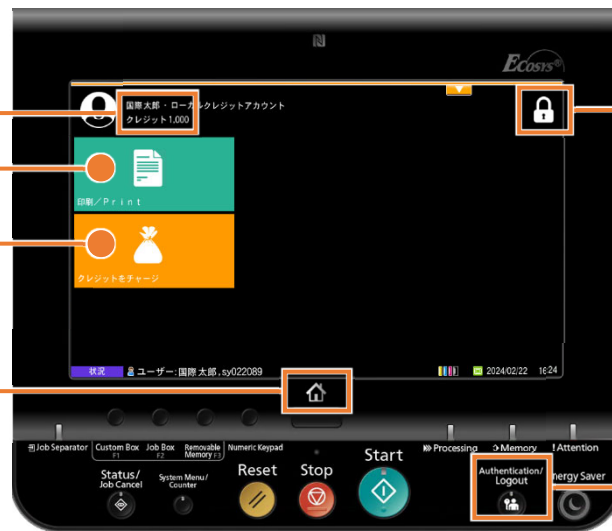 ECOSYS®
国際太郎・ローカルクレジットアカウント
クレジット1,000
印刷／Print
クレジットをチャージ
状況 ユーザー:国際太郎,sy022089 2024/02/22 16:24
Job Separator Custom Box F1 Job Box F2 Removable Memory F3 Numeric Keypad Processing Memory Attention
Status/ Job Cancel System Menu/ Counter Reset Stop Start Authentication/ Logout Energy Saver